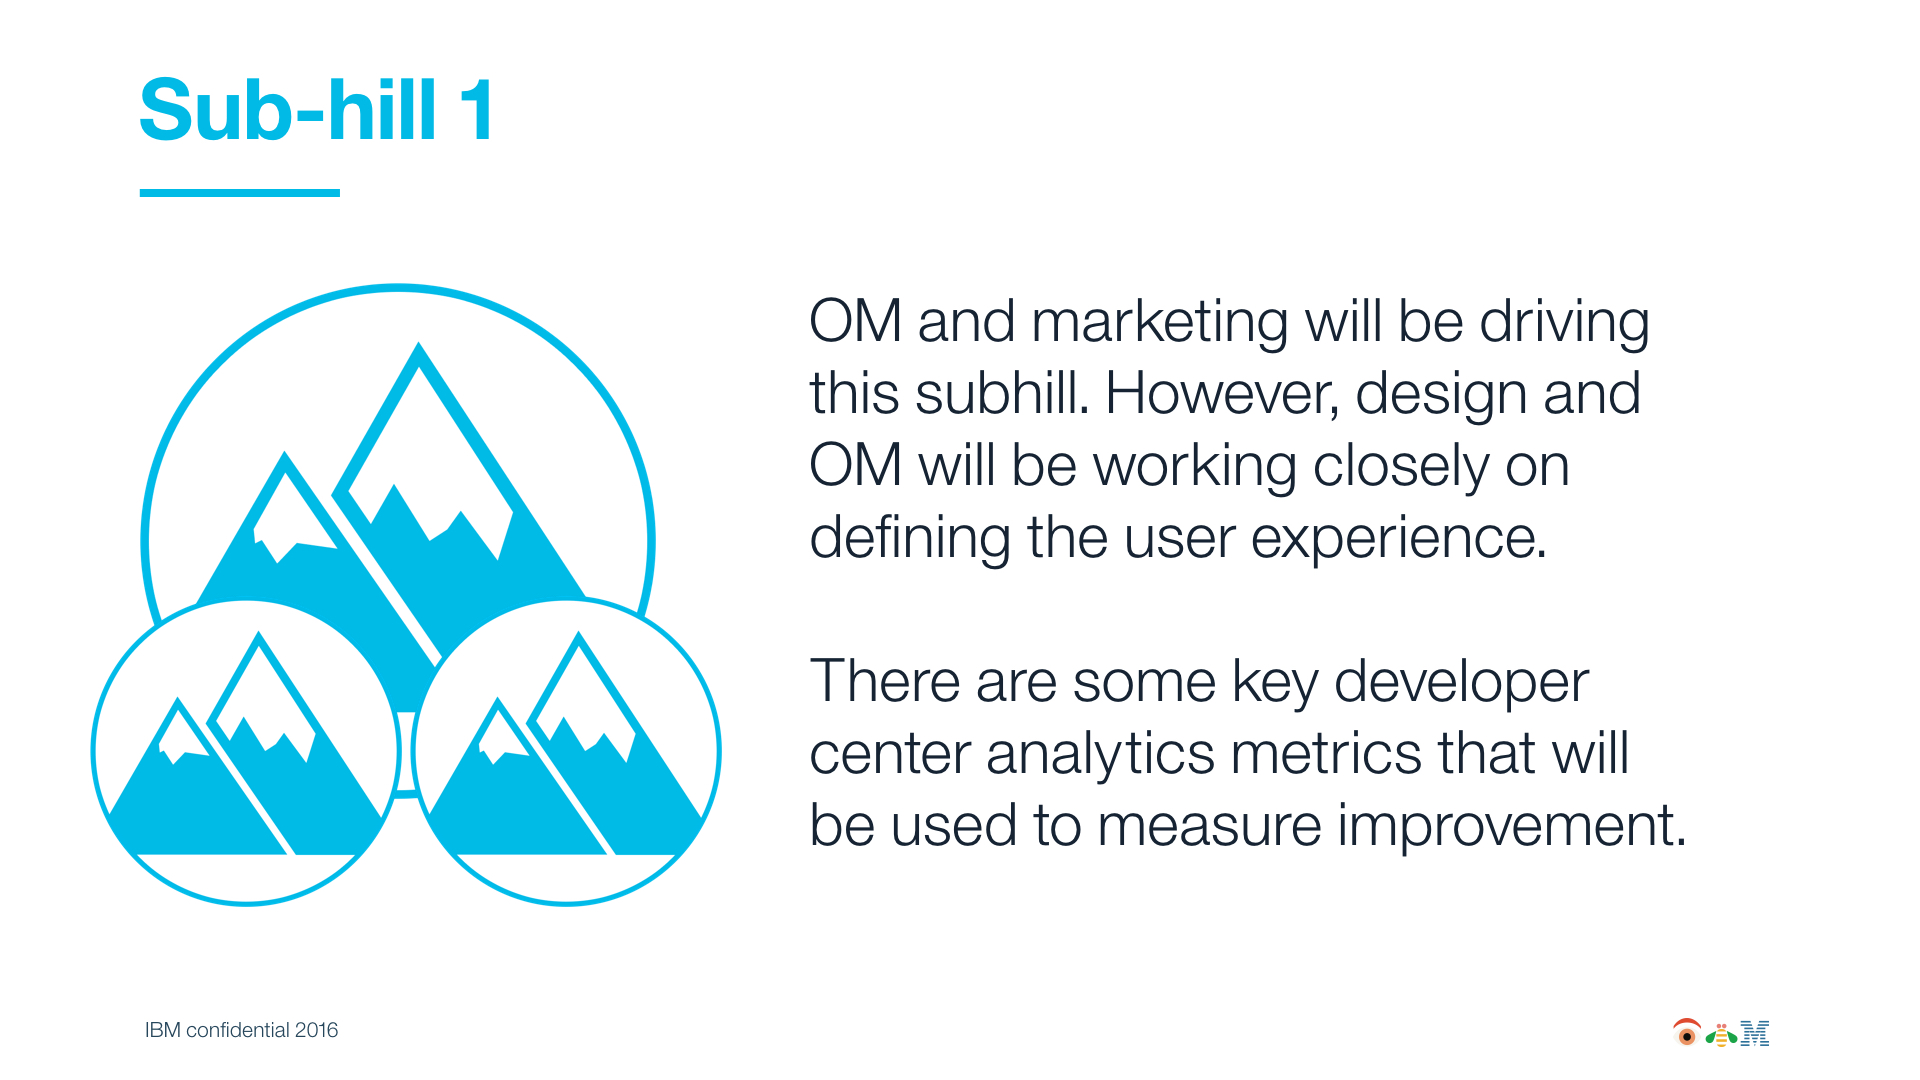 Sub-hill 1
OM and marketing will be driving
this subhill. However, design and
OM will be working closely on
defining the user experience.
There are some key developer
center analytics metrics that will
be used to measure improvement.
IBM confidential 2016
M